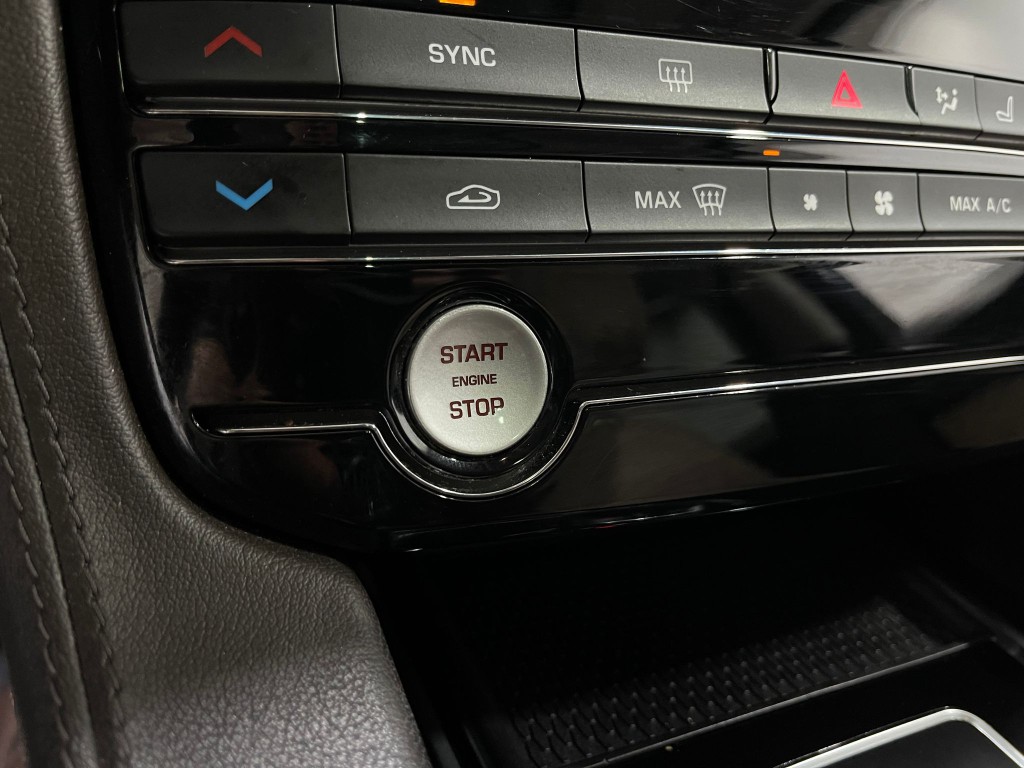 SYNC
MAX
MAX A/C
START
ENGINE
STOP